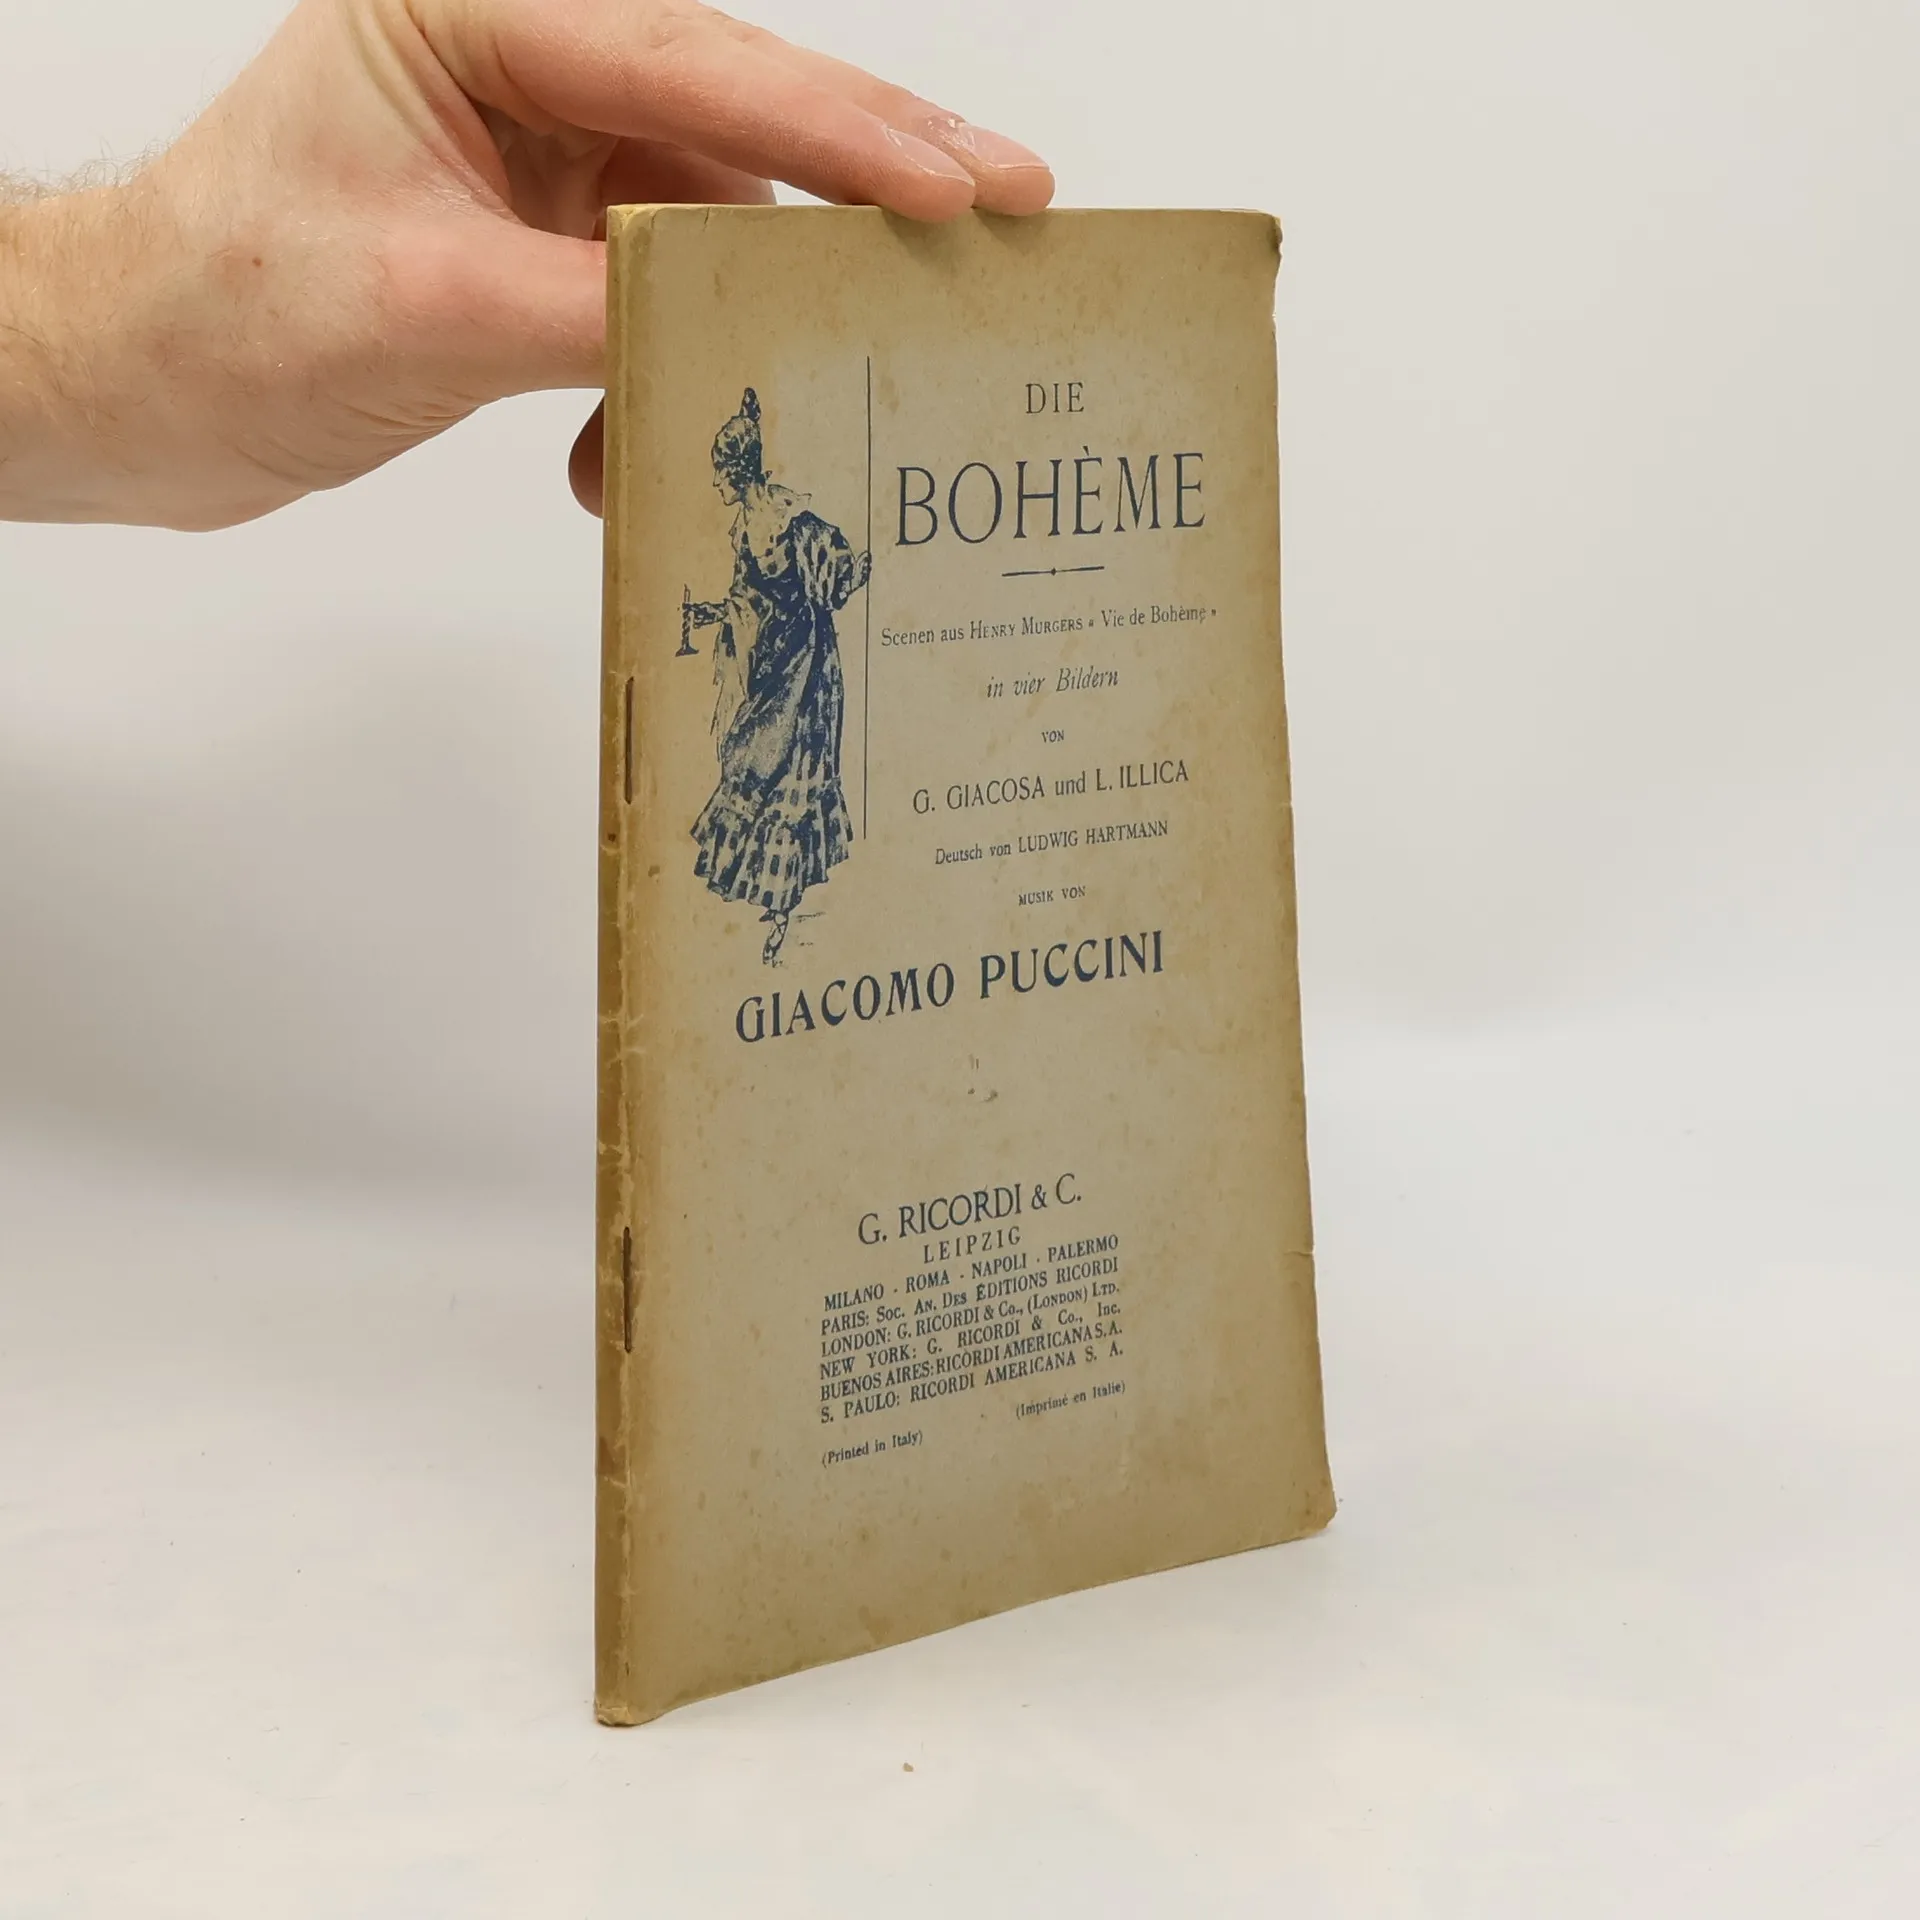 DIE
BOHÈME
Scenen aus HENRY MURGERS « Vie de Bohème »
in vier Bildern
VON
G. GIACOSA und L. ILLICA
Deutsch von LUDWIG HARTMANN
MUSIK VON
GIACOMO PUCCINI
G. RICORDI & C.
LEIPZIG
MILANO · ROMA · NAPOLI · PALERMO
PARIS: SOC. AN. DES ÉDITIONS RICORDI
LONDON: G. RICORDI & CO., (LONDON) LTD.
NEW YORK: G. RICORDI & Co., Inc.
BUENOS AIRES: RICORDI AMERICANA S. A.
S. PAULO: RICORDI AMERICANA S. A.
(Printed in Italy) (Imprimé en Italie)